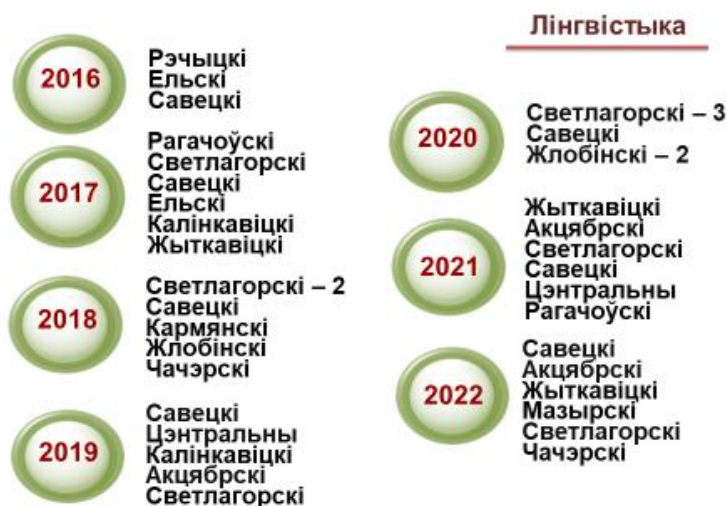 Лінгвістыка
2016
Рэчыцкі
Ельскі
Савецкі
2017
Рагачоўскі
Светлагорскі
Савецкі
Ельскі
Калінкавіцкі
Жыткавіцкі
2018
Светлагорскі – 2
Савецкі
Кармянскі
Жлобінскі
Чачэрскі
2019
Савецкі
Цэнтральны
Калінкавіцкі
Акцябрскі
Светлагорскі
2020
Светлагорскі – 3
Савецкі
Жлобінскі – 2
2021
Жыткавіцкі
Акцябрскі
Светлагорскі
Савецкі
Цэнтральны
Рагачоўскі
2022
Савецкі
Акцябрскі
Жыткавіцкі
Мазырскі
Светлагорскі
Чачэрскі